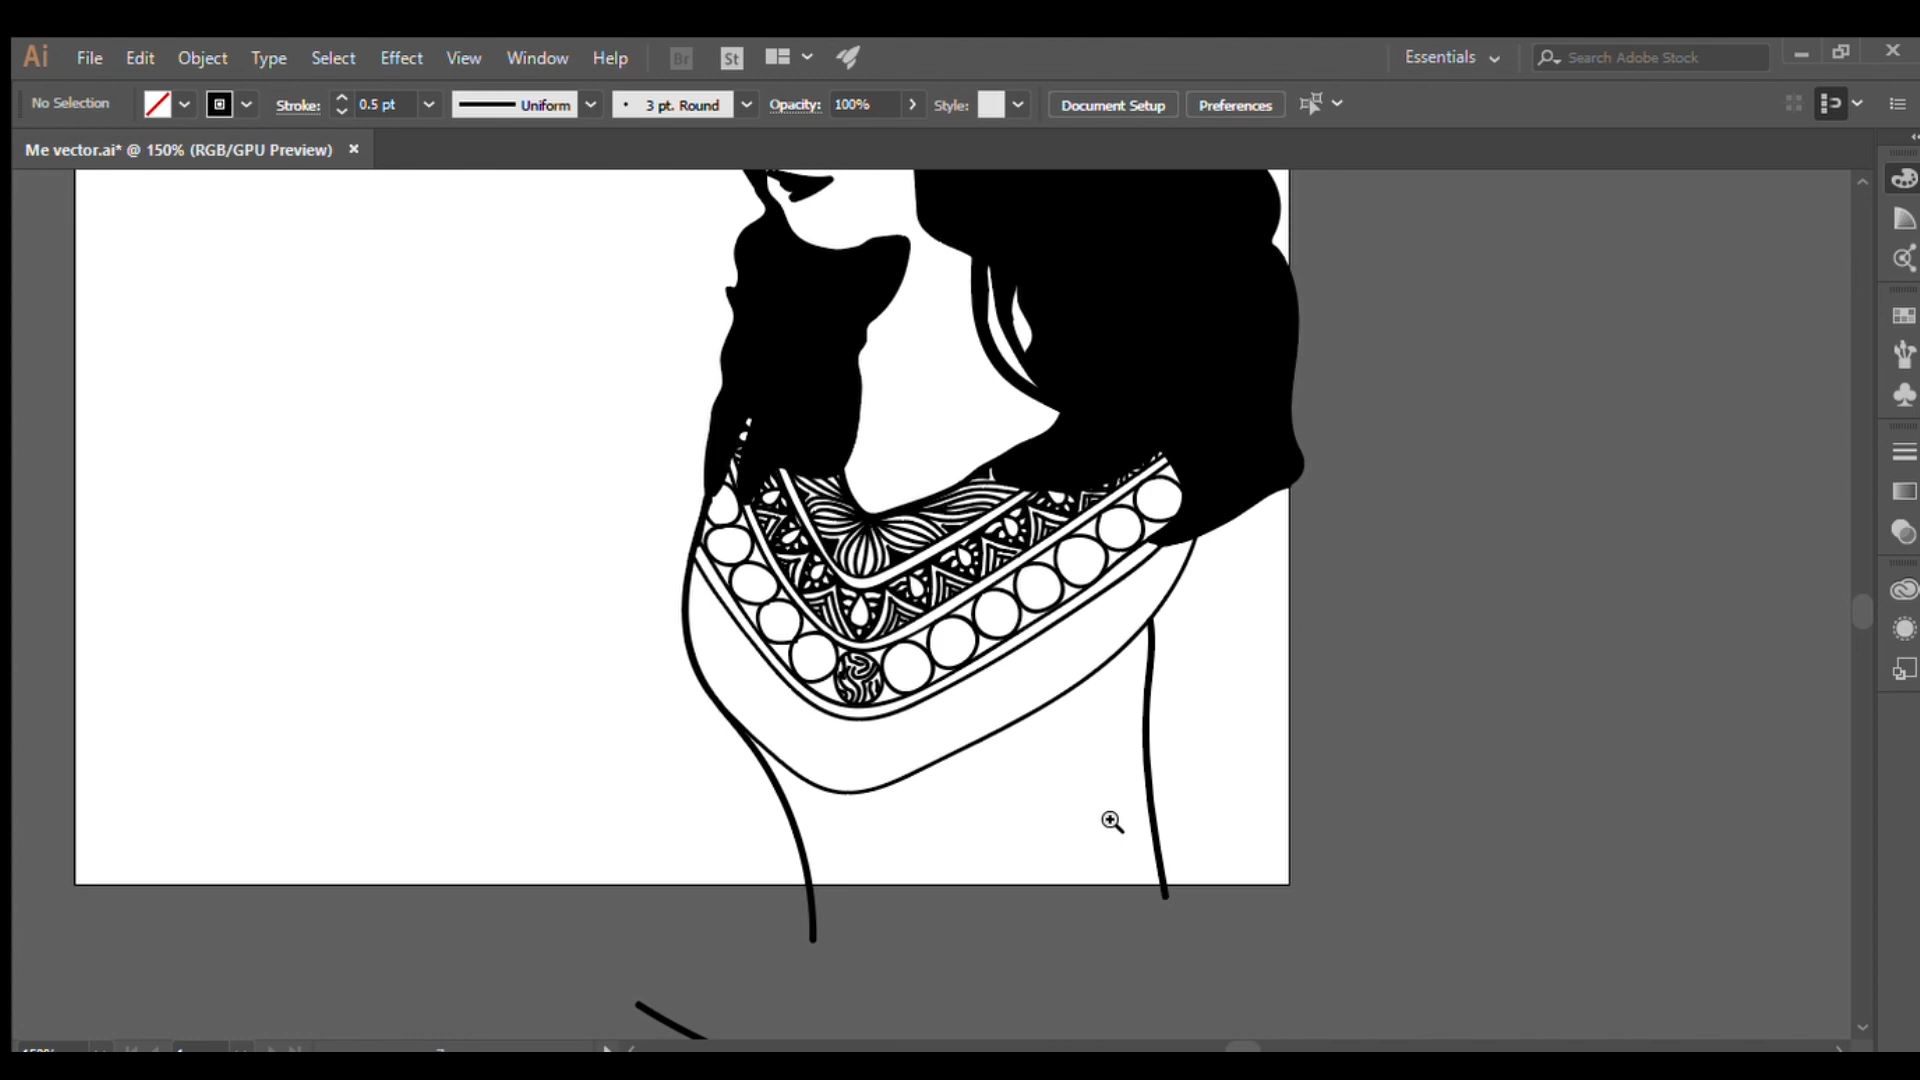 Ai File Edit Object Type Select Effect View Window Help Br St Essentials Search Adobe Stock
No Selection Stroke: 0.5 pt Uniform 3 pt. Round Opacity: 100% Style: Document Setup Preferences
Me vector.ai* @ 150% (RGB/GPU Preview)